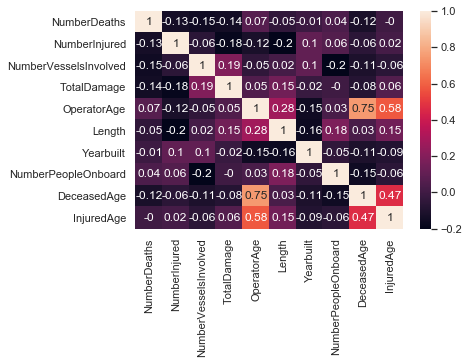 NumberDeaths 1 -0.13 -0.15 -0.14 0.07 -0.05 -0.01 0.04 -0.12 -0
NumberInjured -0.13 1 -0.06 -0.18 -0.12 -0.2 0.1 0.06 -0.06 0.02
NumberVesselsInvolved -0.15 -0.06 1 0.19 -0.05 0.02 0.1 -0.2 -0.11 -0.06
TotalDamage -0.14 -0.18 0.19 1 0.05 0.15 -0.02 -0 -0.08 0.06
OperatorAge 0.07 -0.12 -0.05 0.05 1 0.28 -0.15 0.03 0.75 0.58
Length -0.05 -0.2 0.02 0.15 0.28 1 -0.16 0.18 0.03 0.15
Yearbuilt -0.01 0.1 0.1 -0.02 -0.15 -0.16 1 -0.05 -0.11 -0.09
NumberPeopleOnboard 0.04 0.06 -0.2 -0 0.03 0.18 -0.05 1 -0.15 -0.06
DeceasedAge -0.12 -0.06 -0.11 -0.08 0.75 0.03 -0.11 -0.15 1 0.47
InjuredAge -0 0.02 -0.06 0.06 0.58 0.15 -0.09 -0.06 0.47 1
NumberDeaths
NumberInjured
NumberVesselsInvolved
TotalDamage
OperatorAge
Length
Yearbuilt
NumberPeopleOnboard
DeceasedAge
InjuredAge
1.0
0.8
0.6
0.4
0.2
0.0
−0.2